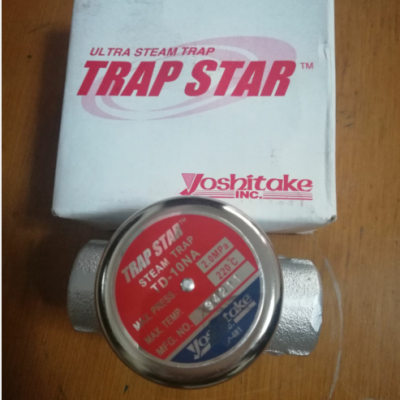 ULTRA STEAM TRAP
TRAP STAR™
Yoshitake
INC.
TRAP STAR
STEAM TRAP
TD-10NA
MAX. PRESS. 2.0MPa
MAX. TEMP. 220℃
MFG. NO.
Yoshitake